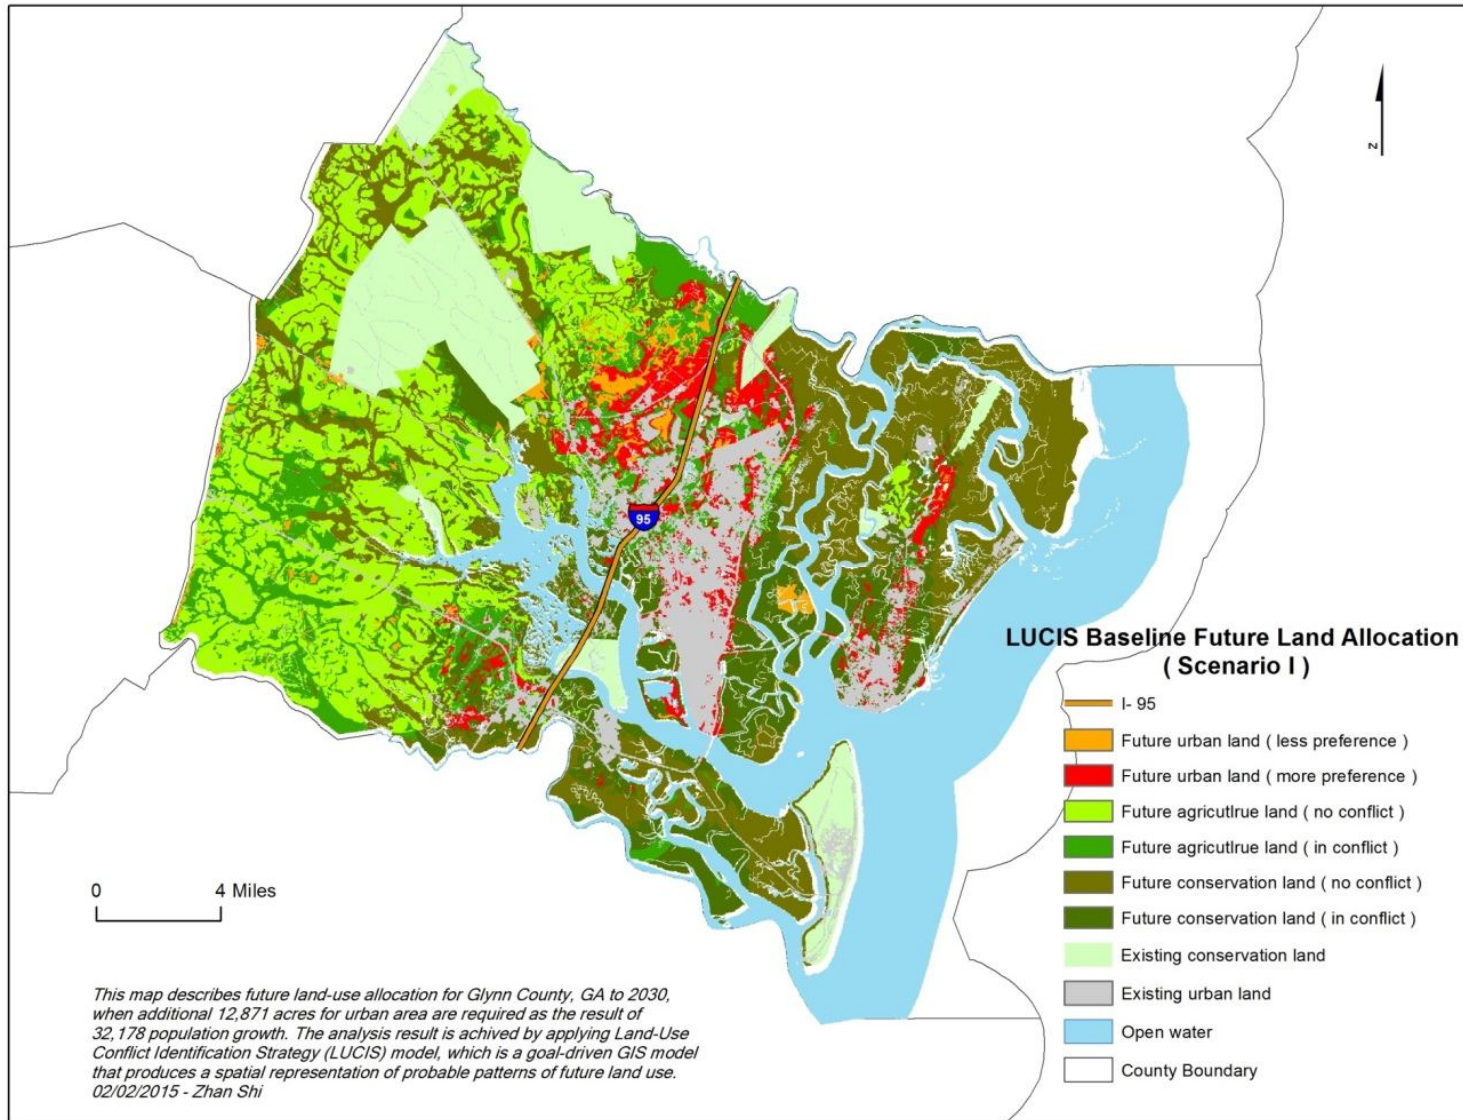 N
95
LUCIS Baseline Future Land Allocation
( Scenario I )
I- 95
Future urban land ( less preference )
Future urban land ( more preference )
Future agricutlrue land ( no conflict )
Future agricutlrue land ( in conflict )
Future conservation land ( no conflict )
Future conservation land ( in conflict )
Existing conservation land
Existing urban land
Open water
County Boundary
0 4 Miles
This map describes future land-use allocation for Glynn County, GA to 2030,
when additional 12,871 acres for urban area are required as the result of
32,178 population growth. The analysis result is achived by applying Land-Use
Conflict Identification Strategy (LUCIS) model, which is a goal-driven GIS model
that produces a spatial representation of probable patterns of future land use.
02/02/2015 - Zhan Shi